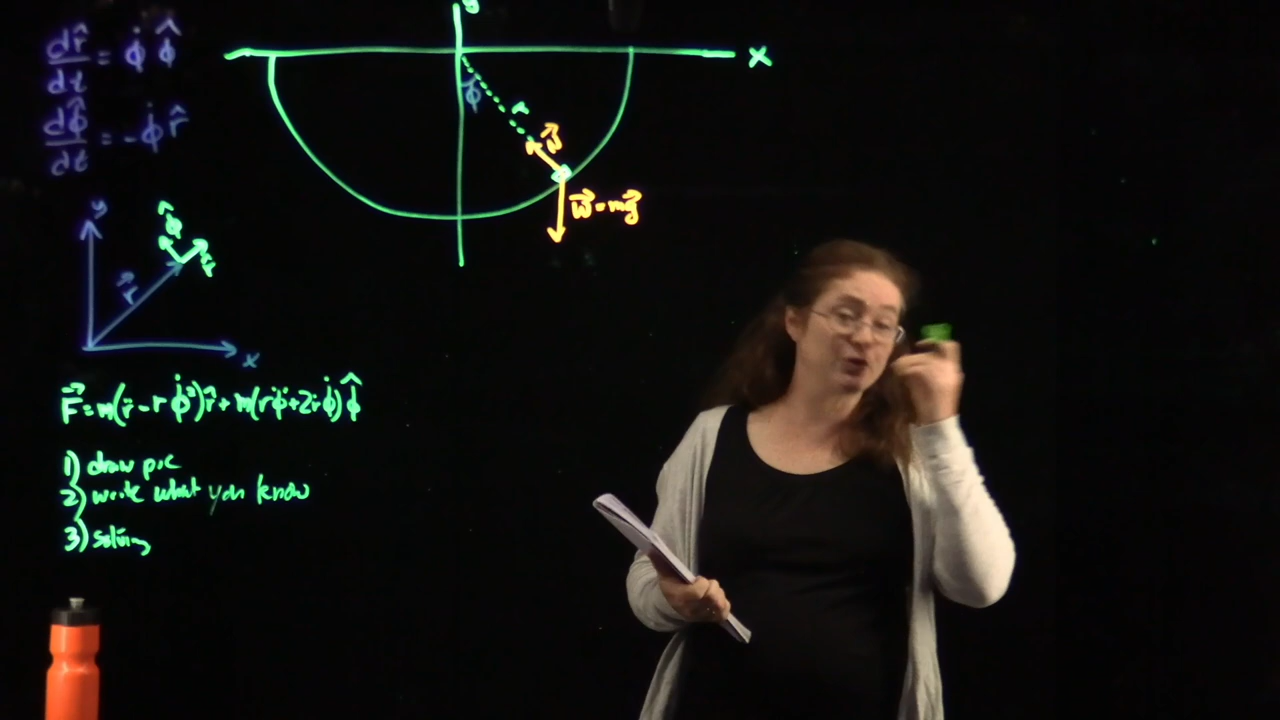 dr̂/dt = φ̇ φ̂
dφ̂/dt = -φ̇ r̂
y
x
φ
r
N⃗
W⃗ = mg⃗
y
φ̂
r̂
r⃗
x
F⃗ = m(r̈ - rφ̇²)r̂ + m(rφ̈ + 2ṙφ̇)φ̂
1) draw pic
2) write what you know
3) solving